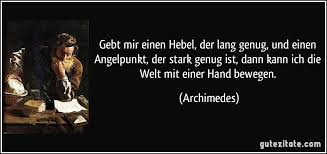 Gebt mir einen Hebel, der lang genug, und einen
Angelpunkt, der stark genug ist, dann kann ich die
Welt mit einer Hand bewegen.
(Archimedes)
gutezitate.com